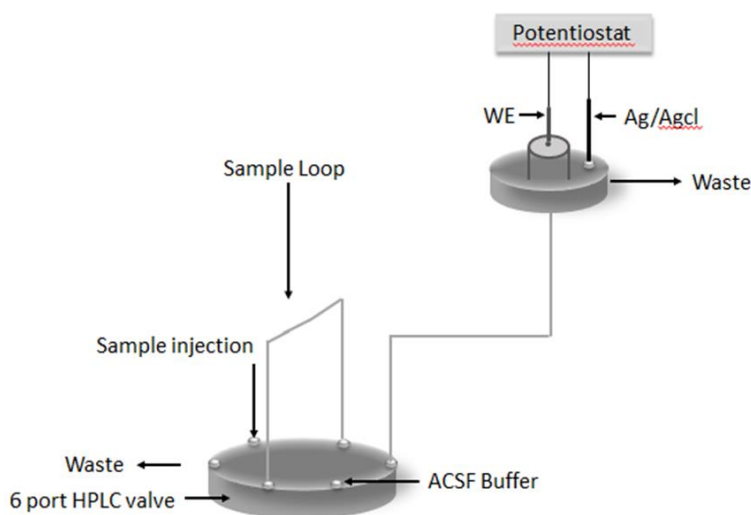 Potentiostat
WE
Ag/Agcl
Sample Loop
Waste
Sample injection
Waste
ACSF Buffer
6 port HPLC valve